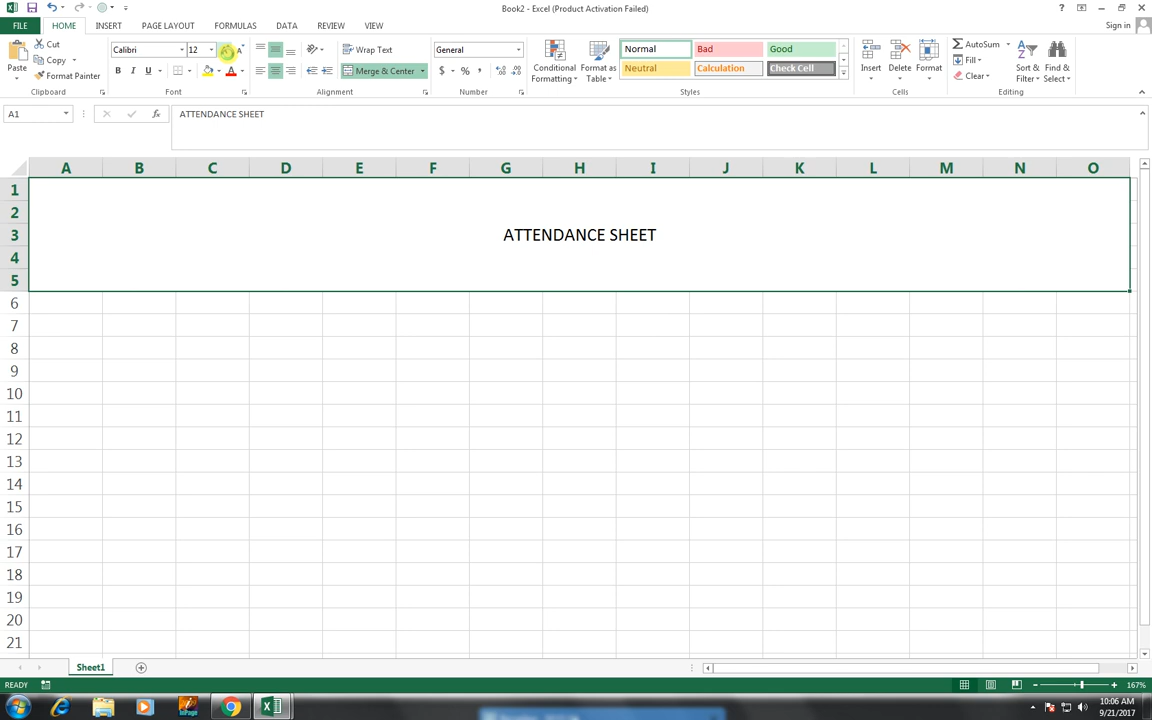 Book2 - Excel (Product Activation Failed)
FILE HOME INSERT PAGE LAYOUT FORMULAS DATA REVIEW VIEW Sign in
Cut
Copy
Format Painter
Paste
Clipboard
Calibri 12
B I U
Font
Wrap Text
Merge & Center
Alignment
General
$ % ,
Number
Conditional Formatting
Format as Table
Normal Bad Good
Neutral Calculation Check Cell
Styles
Insert Delete Format
Cells
AutoSum
Fill
Clear
Sort & Filter
Find & Select
Editing
A1 fx ATTENDANCE SHEET
A B C D E F G H I J K L M N O
1
2
3 ATTENDANCE SHEET
4
5
6
7
8
9
10
11
12
13
14
15
16
17
18
19
20
21
Sheet1
READY 167%
10:06 AM
9/21/2017